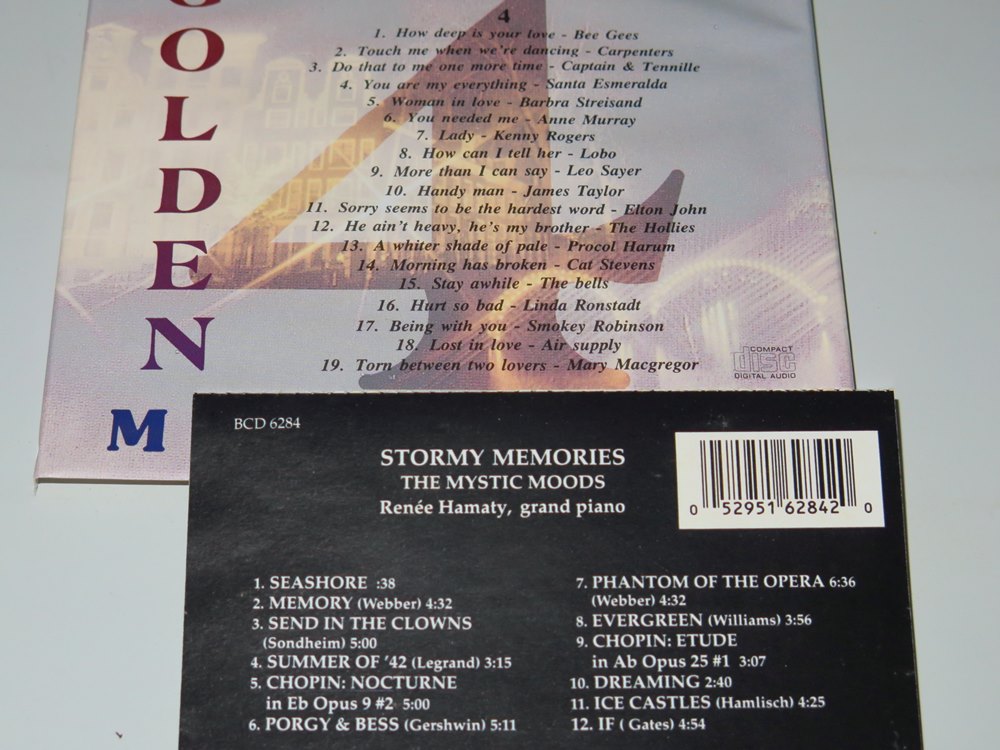 GOLDEN
M
4
1. How deep is your love - Bee Gees
2. Touch me when we're dancing - Carpenters
3. Do that to me one more time - Captain & Tennille
4. You are my everything - Santa Esmeralda
5. Woman in love - Barbra Streisand
6. You needed me - Anne Murray
7. Lady - Kenny Rogers
8. How can I tell her - Lobo
9. More than I can say - Leo Sayer
10. Handy man - James Taylor
11. Sorry seems to be the hardest word - Elton John
12. He ain't heavy, he's my brother - The Hollies
13. A whiter shade of pale - Procol Harum
14. Morning has broken - Cat Stevens
15. Stay awhile - The bells
16. Hurt so bad - Linda Ronstadt
17. Being with you - Smokey Robinson
18. Lost in love - Air supply
19. Torn between two lovers - Mary Macgregor
COMPACT
disc
DIGITAL AUDIO
BCD 6284
STORMY MEMORIES
THE MYSTIC MOODS
Renée Hamaty, grand piano
0 52951 62842 0
1. SEASHORE :38
2. MEMORY (Webber) 4:32
3. SEND IN THE CLOWNS
(Sondheim) 5:00
4. SUMMER OF '42 (Legrand) 3:15
5. CHOPIN: NOCTURNE
in Eb Opus 9 #2 5:00
6. PORGY & BESS (Gershwin) 5:11
7. PHANTOM OF THE OPERA 6:36
(Webber) 4:32
8. EVERGREEN (Williams) 3:56
9. CHOPIN: ETUDE
in Ab Opus 25 #1 3:07
10. DREAMING 2:40
11. ICE CASTLES (Hamlisch) 4:25
12. IF ( Gates) 4:54